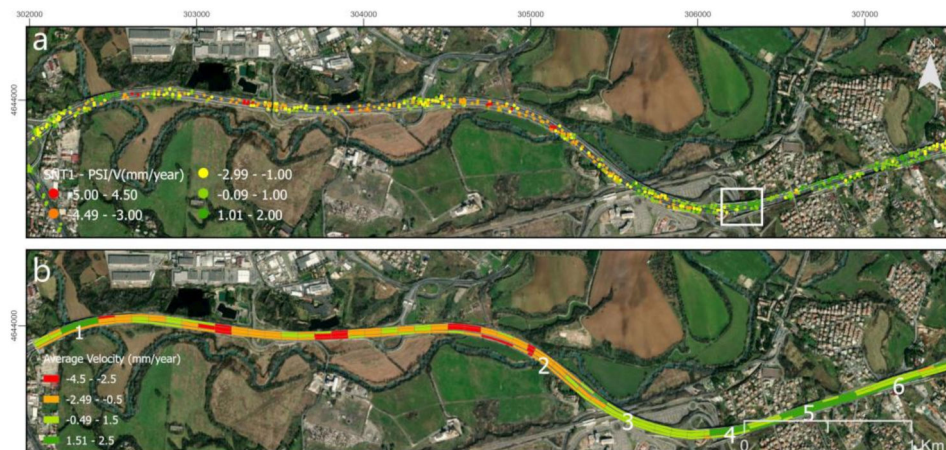 302000 303000 304000 305000 306000 307000
a
N
4644000
SNT1 - PSI/V(mm/year)
-5.00 - -4.50
-4.49 - -3.00
-2.99 - -1.00
-0.09 - 1.00
1.01 - 2.00
b
4644000
1
2
3
4
5
6
Average Velocity (mm/year)
-4.5 - -2.5
-2.49 - -0.5
-0.49 - 1.5
1.51 - 2.5
0 1 Km